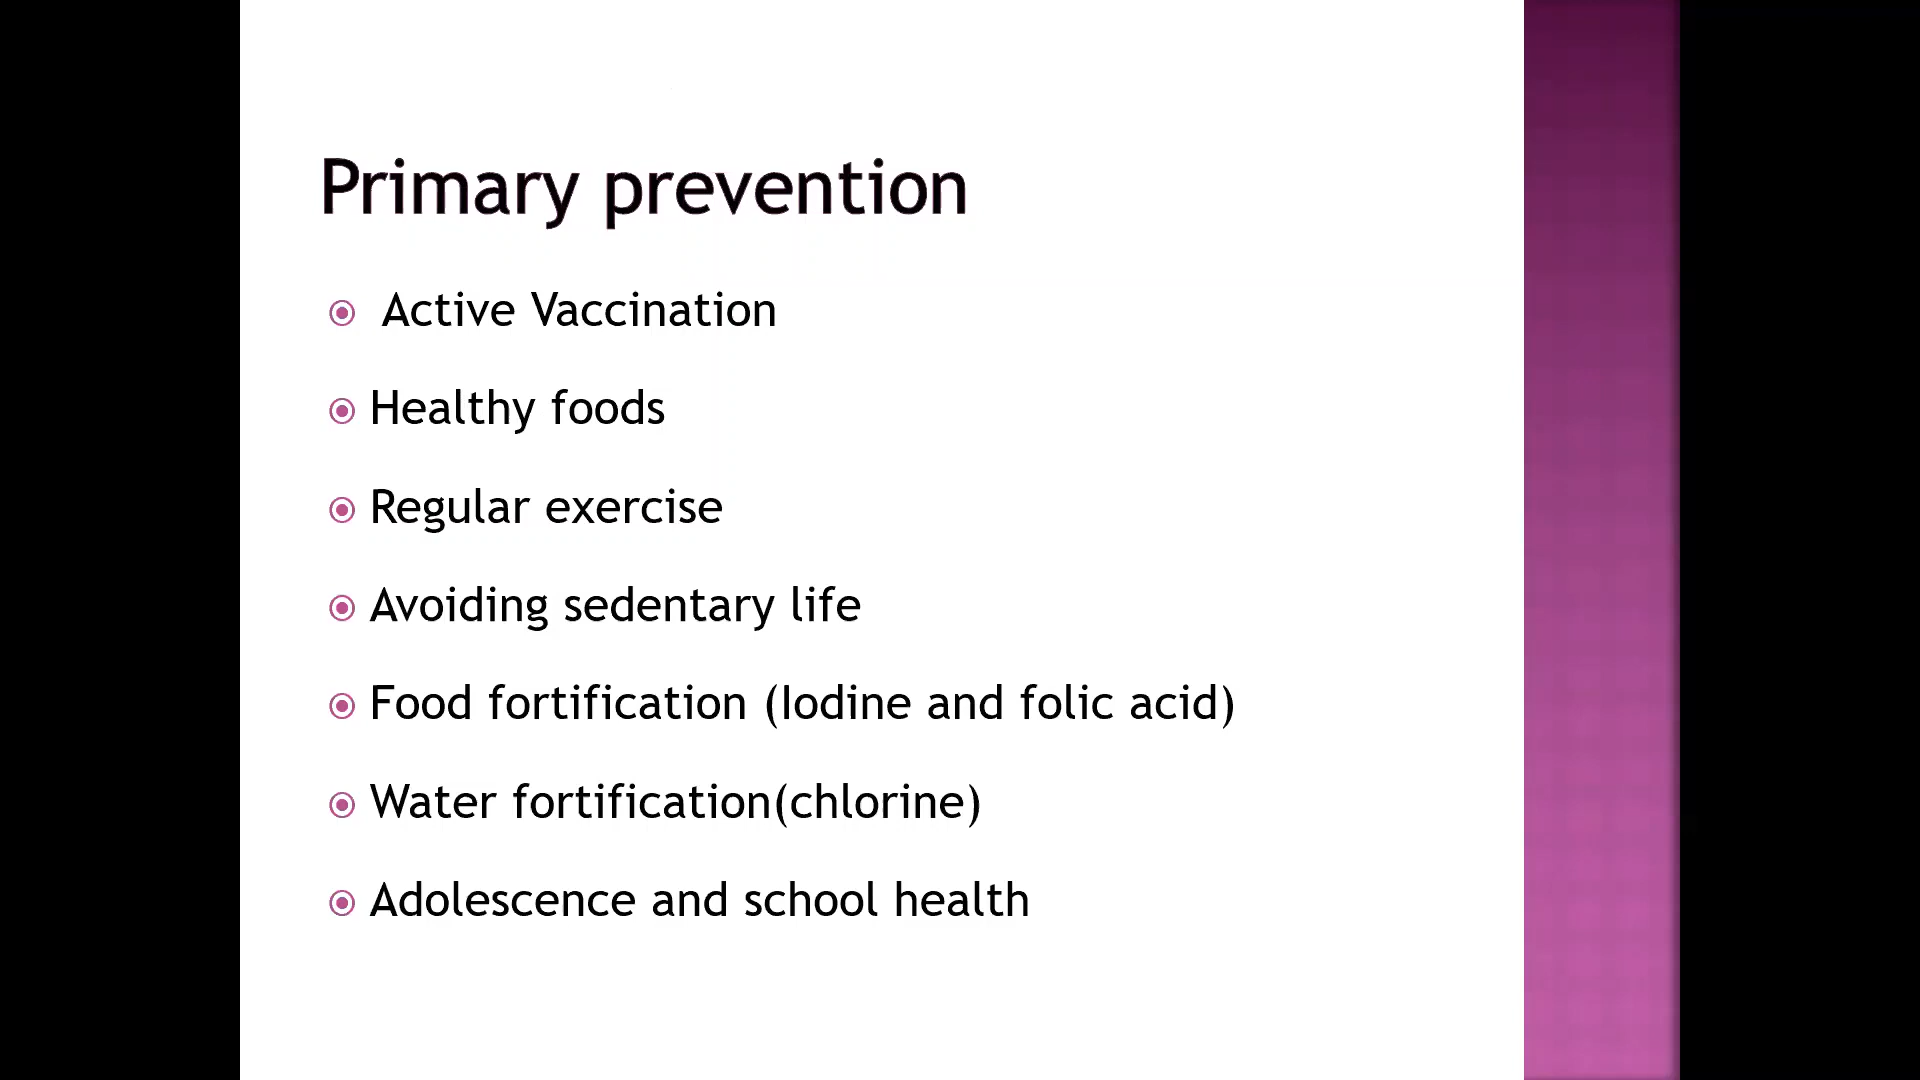 Primary prevention
Active Vaccination
Healthy foods
Regular exercise
Avoiding sedentary life
Food fortification (Iodine and folic acid)
Water fortification(chlorine)
Adolescence and school health